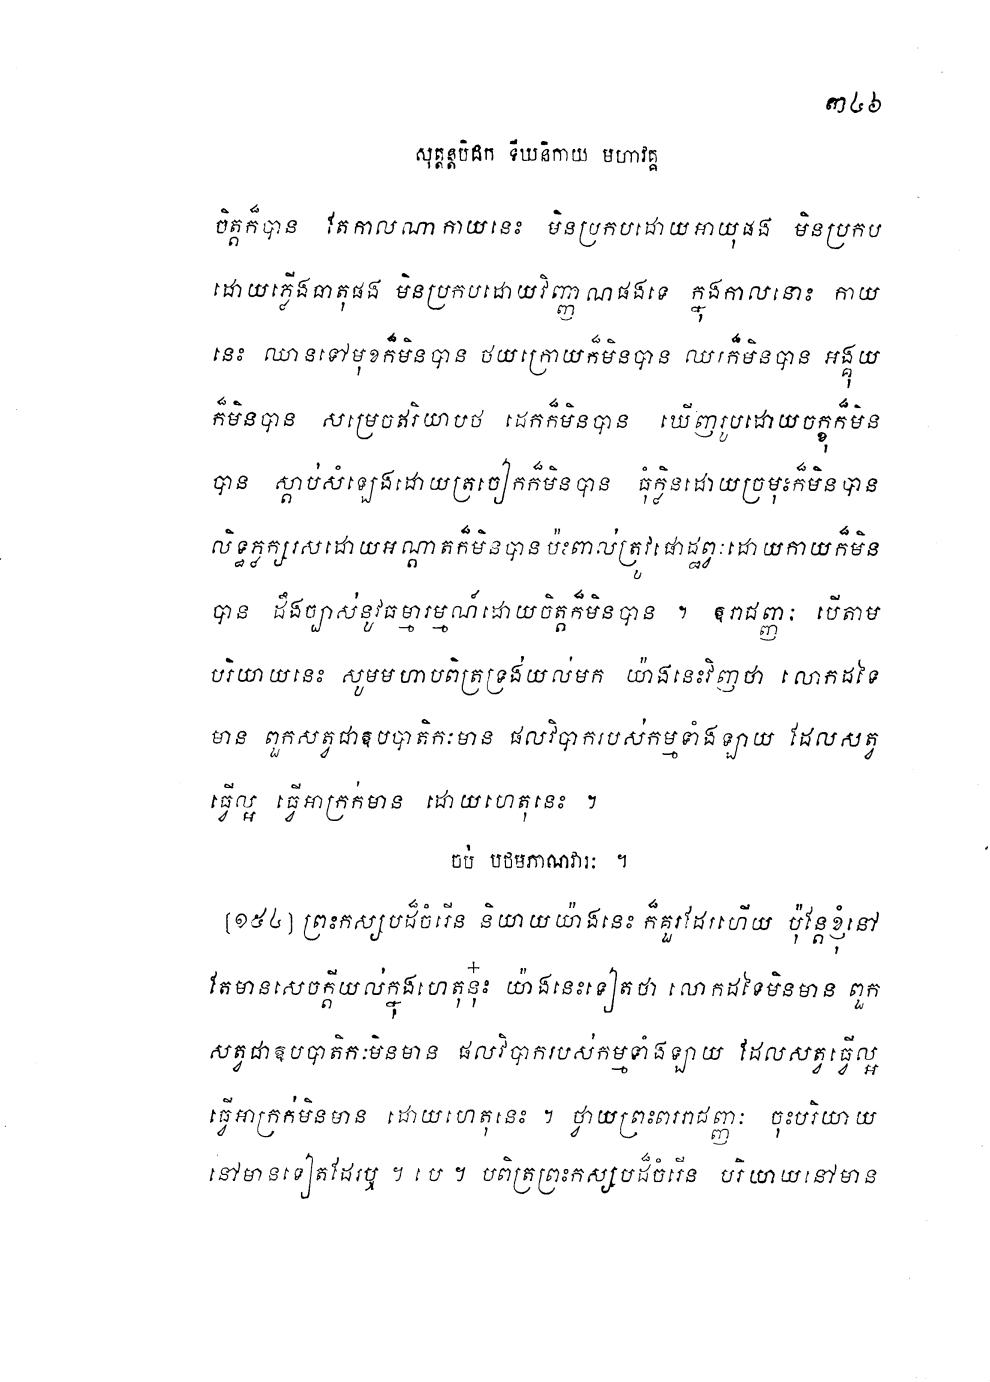 ៣៤៦
សុត្តន្តបិដក ទីឃនិកាយ មហាវគ្គ
ចិត្តក៏បាន តែកាលណាកាយនេះ មិនប្រកបដោយអាយុផង មិនប្រកប
ដោយភ្លើងធាតុផង មិនប្រកបដោយវិញ្ញាណផងទេ ក្នុងកាលនោះ កាយ
នេះ ឈានទៅមុខក៏មិនបាន ថយក្រោយក៏មិនបាន ឈរក៏មិនបាន អង្គុយ
ក៏មិនបាន សម្រេចឥរិយាបថ ដេកក៏មិនបាន ឃើញរូបដោយចក្ខុក៏មិន
បាន ស្តាប់សំឡេងដោយត្រចៀកក៏មិនបាន ធុំក្លិនដោយច្រមុះក៏មិនបាន
លិទ្ធភ្លក្សរសដោយអណ្តាតក៏មិនបាន ប៉ះពាល់ត្រូវផោដ្ឋព្វៈដោយកាយក៏មិន
បាន ដឹងច្បាស់នូវធម្មារម្មណ៍ដោយចិត្តក៏មិនបាន ។ ឧរាជញ្ញៈ បើតាម
បរិយាយនេះ សូមមហាបពិត្រទ្រង់យល់មក យ៉ាងនេះវិញថា លោកដទៃ
មាន ពួកសត្វជាឧបបាតិកៈមាន ផលវិបាករបស់កម្មទាំងឡាយ ដែលសត្វ
ធ្វើល្អ ធ្វើអាក្រក់មាន ដោយហេតុនេះ ។
ចប់ បឋមភាណវារៈ ។
[១៥៤] ព្រះកស្សបដ៏ចំរើន និយាយយ៉ាងនេះ ក៏គួរដែរហើយ ប៉ុន្តែខ្ញុំនៅ
តែមានសេចក្តីយល់ក្នុងហេតុនុ៎ះ យ៉ាងនេះទៀតថា លោកដទៃមិនមាន ពួក
សត្វជាឧបបាតិកៈមិនមាន ផលវិបាករបស់កម្មទាំងឡាយ ដែលសត្វធ្វើល្អ
ធ្វើអាក្រក់មិនមាន ដោយហេតុនេះ ។ ថ្វាយព្រះពររាជញ្ញៈ ចុះបរិយាយ
នៅមានទៀតដែរឬ ។ បេ ។ បពិត្រព្រះកស្សបដ៏ចំរើន បរិយាយនៅមាន